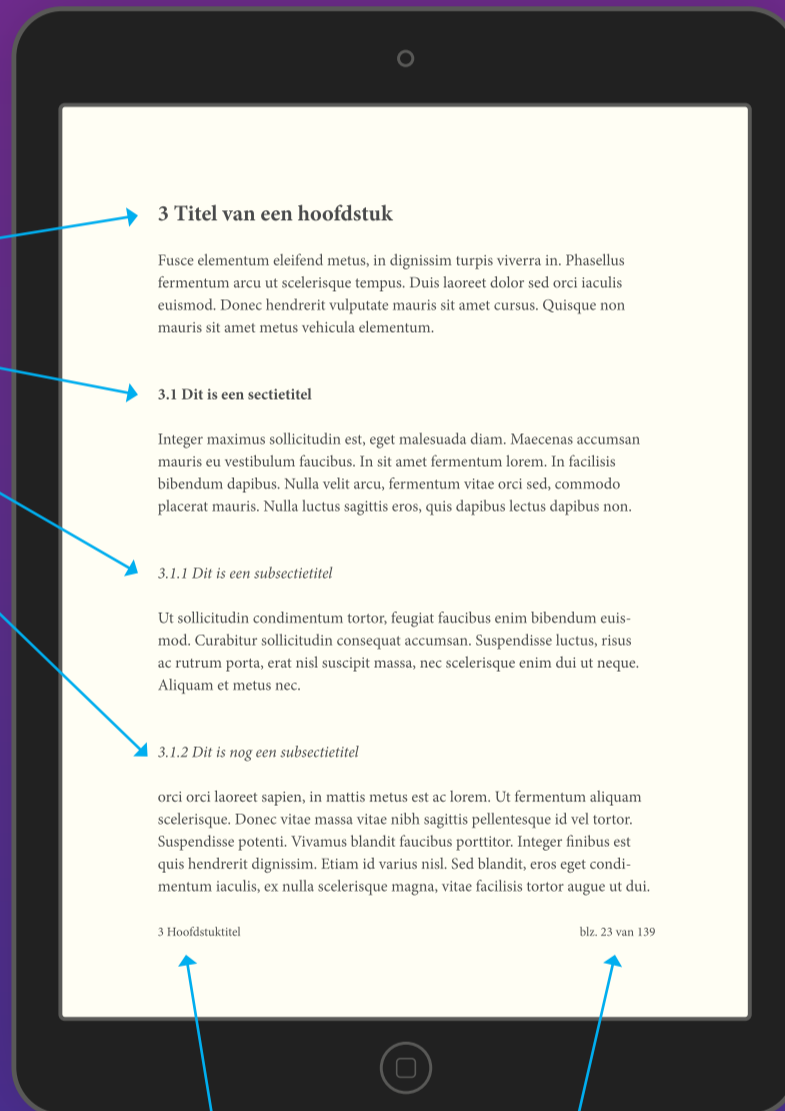 3 Titel van een hoofdstuk
Fusce elementum eleifend metus, in dignissim turpis viverra in. Phasellus
fermentum arcu ut scelerisque tempus. Duis laoreet dolor sed orci iaculis
euismod. Donec hendrerit vulputate mauris sit amet cursus. Quisque non
mauris sit amet metus vehicula elementum.
3.1 Dit is een sectietitel
Integer maximus sollicitudin est, eget malesuada diam. Maecenas accumsan
mauris eu vestibulum faucibus. In sit amet fermentum lorem. In facilisis
bibendum dapibus. Nulla velit arcu, fermentum vitae orci sed, commodo
placerat mauris. Nulla luctus sagittis eros, quis dapibus lectus dapibus non.
3.1.1 Dit is een subsectietitel
Ut sollicitudin condimentum tortor, feugiat faucibus enim bibendum euis-
mod. Curabitur sollicitudin consequat accumsan. Suspendisse luctus, risus
ac rutrum porta, erat nisl suscipit massa, nec scelerisque enim dui ut neque.
Aliquam et metus nec.
3.1.2 Dit is nog een subsectietitel
orci orci laoreet sapien, in mattis metus est ac lorem. Ut fermentum aliquam
scelerisque. Donec vitae massa vitae nibh sagittis pellentesque id vel tortor.
Suspendisse potenti. Vivamus blandit faucibus porttitor. Integer finibus est
quis hendrerit dignissim. Etiam id varius nisl. Sed blandit, eros eget condi-
mentum iaculis, ex nulla scelerisque magna, vitae facilisis tortor augue ut dui.
3 Hoofdstuktitel
blz. 23 van 139